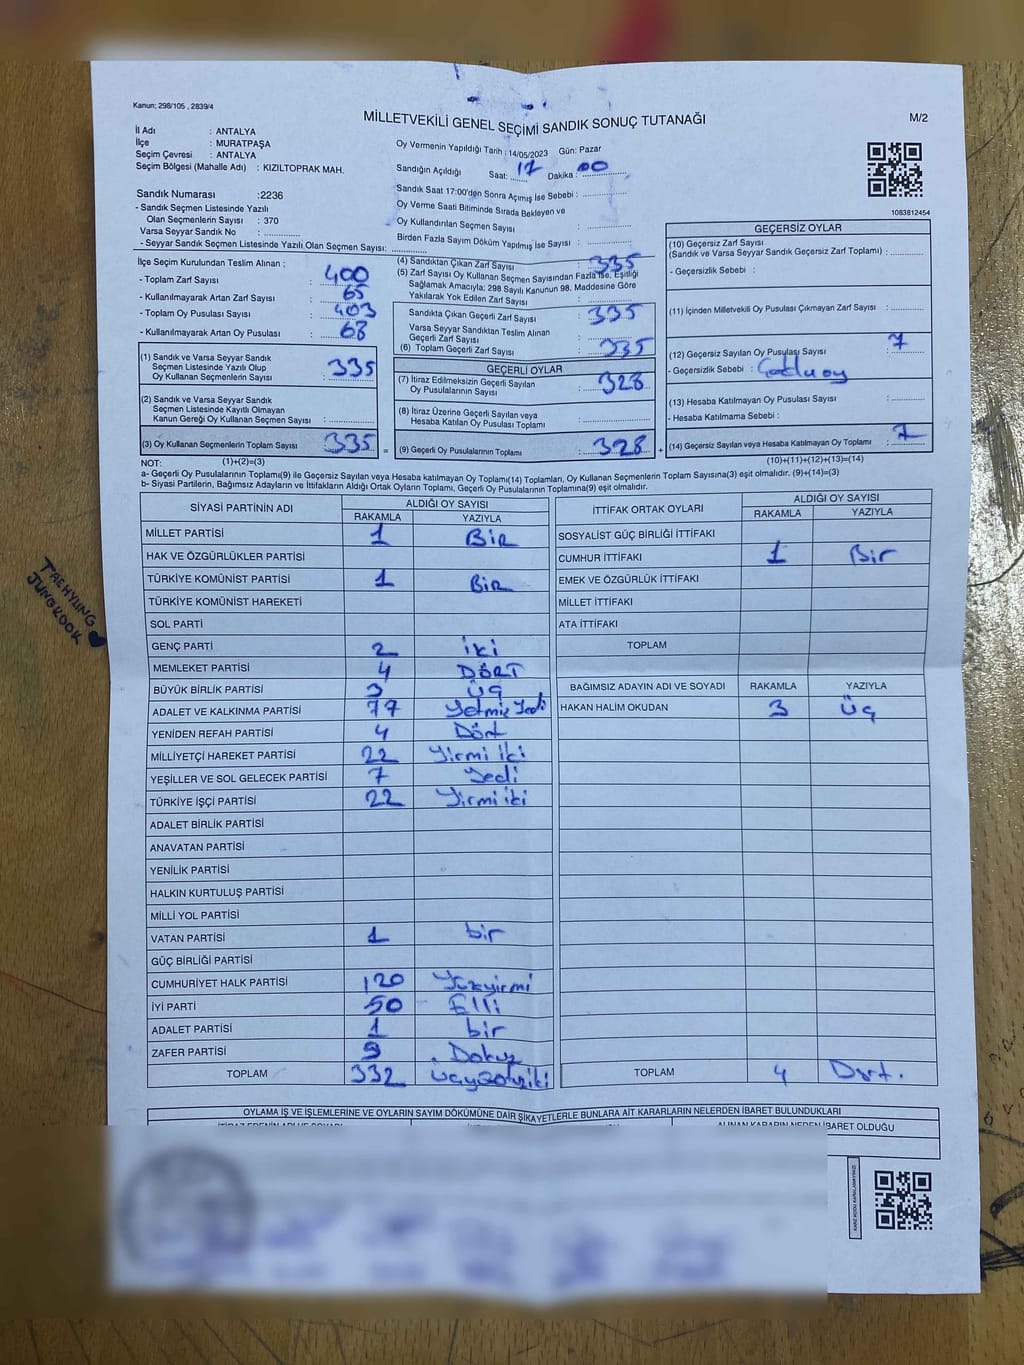 Kanun; 298/105 , 2839/4
MİLLETVEKİLİ GENEL SEÇİMİ SANDIK SONUÇ TUTANAĞI
M/2
İl Adı : ANTALYA
İlçe : MURATPAŞA
Seçim Çevresi : ANTALYA
Seçim Bölgesi (Mahalle Adı) : KIZILTOPRAK MAH.
Sandık Numarası :2236
- Sandık Seçmen Listesinde Yazılı
Olan Seçmenlerin Sayısı : 370
Varsa Seyyar Sandık No :
- Seyyar Sandık Seçmen Listesinde Yazılı Olan Seçmen Sayısı:
Oy Vermenin Yapıldığı Tarih : 14/05/2023 Gün: Pazar
Sandığın Açıldığı Saat: 17 Dakika : 00
Sandık Saat 17:00'den Sonra Açımış İse Sebebi :
Oy Verme Saati Bitiminde Sırada Bekleyen ve
Oy Kullandırılan Seçmen Sayısı :
Birden Fazla Sayım Döküm Yapılmış İse Sayısı :
1083812454
İlçe Seçim Kurulundan Teslim Alınan ;
- Toplam Zarf Sayısı : 400
- Kullanılmayarak Artan Zarf Sayısı : 65
- Toplam Oy Pusulası Sayısı : 403
- Kullanılmayarak Artan Oy Pusulası : 68
(4) Sandıktan Çıkan Zarf Sayısı : 335
(5) Zarf Sayısı Oy Kullanan Seçmen Sayısından Fazla İse, Eşitliği
Sağlamak Amacıyla; 298 Sayılı Kanunun 98. Maddesine Göre
Yakılarak Yok Edilen Zarf Sayısı :
Sandıkta Çıkan Geçerli Zarf Sayısı : 335
Varsa Seyyar Sandıktan Teslim Alınan
Geçerli Zarf Sayısı :
(6) Toplam Geçerli Zarf Sayısı : 335
GEÇERSİZ OYLAR
(10) Geçersiz Zarf Sayısı
(Sandık ve Varsa Seyyar Sandık Geçersiz Zarf Toplamı) :
- Geçersizlik Sebebi :
(11) İçinden Milletvekili Oy Pusulası Çıkmayan Zarf Sayısı :
(12) Geçersiz Sayılan Oy Pusulası Sayısı : 7
- Geçersizlik Sebebi :
(13) Hesaba Katılmayan Oy Pusulası Sayısı :
- Hesaba Katılmama Sebebi :
(14) Geçersiz Sayılan veya Hesaba Katılmayan Oy Toplamı : 7
(10)+(11)+(12)+(13)=(14)
(1) Sandık ve Varsa Seyyar Sandık
Seçmen Listesinde Yazılı Olup
Oy Kullanan Seçmenlerin Sayısı : 335
(2) Sandık ve Varsa Seyyar Sandık
Seçmen Listesinde Kayıtlı Olmayan
Kanun Gereği Oy Kullanan Seçmen Sayısı :
(3) Oy Kullanan Seçmenlerin Toplam Sayısı : 335 =
(1)+(2)=(3)
GEÇERLİ OYLAR
(7) İtiraz Edilmeksizin Geçerli Sayılan
Oy Pusulalarının Sayısı : 328
(8) İtiraz Üzerine Geçerli Sayılan veya
Hesaba Katılan Oy Pusulası Toplamı :
(9) Geçerli Oy Pusulalarının Toplamı : 328 +
NOT:
a- Geçerli Oy Pusulalarının Toplamı(9) ile Geçersiz Sayılan veya Hesaba katılmayan Oy Toplamı(14) Toplamları, Oy Kullanan Seçmenlerin Toplam Sayısına(3) eşit olmalıdır. (9)+(14)=(3)
b- Siyasi Partilerin, Bağımsız Adayların ve İttifakların Aldığı Ortak Oyların Toplamı, Geçerli Oy Pusulalarının Toplamına(9) eşit olmalıdır.
SİYASİ PARTİNİN ADI ALDIĞI OY SAYISI
RAKAMLA YAZIYLA
MİLLET PARTİSİ 1 Bir
HAK VE ÖZGÜRLÜKLER PARTİSİ
TÜRKİYE KOMÜNİST PARTİSİ 1 Bir
TÜRKİYE KOMÜNİST HAREKETİ
SOL PARTİ
GENÇ PARTİ 2 iki
MEMLEKET PARTİSİ 4 DÖRT
BÜYÜK BİRLİK PARTİSİ 3 üç
ADALET VE KALKINMA PARTİSİ 77 Yetmiş Yedi
YENİDEN REFAH PARTİSİ 4 Dört
MİLLİYETÇİ HAREKET PARTİSİ 22 Yirmi iki
YEŞİLLER VE SOL GELECEK PARTİSİ 7 Yedi
TÜRKİYE İŞÇİ PARTİSİ 22 Yirmi iki
ADALET BİRLİK PARTİSİ
ANAVATAN PARTİSİ
YENİLİK PARTİSİ
HALKIN KURTULUŞ PARTİSİ
MİLLİ YOL PARTİSİ
VATAN PARTİSİ 1 bir
GÜÇ BİRLİĞİ PARTİSİ
CUMHURİYET HALK PARTİSİ 120 Yüzyirmi
İYİ PARTİ 50 Elli
ADALET PARTİSİ 1 bir
ZAFER PARTİSİ 9 Dokuz
TOPLAM 332
İTTİFAK ORTAK OYLARI ALDIĞI OY SAYISI
RAKAMLA YAZIYLA
SOSYALİST GÜÇ BİRLİĞİ İTTİFAKI
CUMHUR İTTİFAKI 1 Bir
EMEK VE ÖZGÜRLÜK İTTİFAKI
MİLLET İTTİFAKI
ATA İTTİFAKI
TOPLAM
BAĞIMSIZ ADAYIN ADI VE SOYADI RAKAMLA YAZIYLA
HAKAN HALİM OKUDAN 3 üç
TOPLAM 4 Dört.
OYLAMA İŞ VE İŞLEMLERİNE VE OYLARIN SAYIM DÖKÜMÜNE DAİR ŞİKAYETLERLE BUNLARA AİT KARARLARIN NELERDEN İBARET BULUNDUKLARI
ALINAN KARARIN NEDEN İBARET OLDUĞU
TAEHYUNG
JUNGKOOK